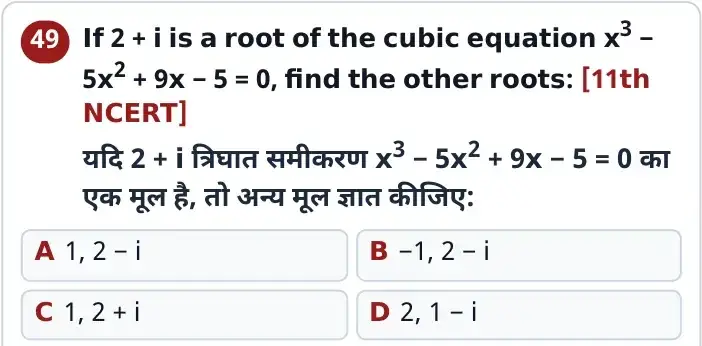 49 If 2 + i is a root of the cubic equation x³ –
5x² + 9x – 5 = 0, find the other roots: [11th
NCERT]
यदि 2 + i त्रिघात समीकरण x³ – 5x² + 9x – 5 = 0 का
एक मूल है, तो अन्य मूल ज्ञात कीजिए:
A 1, 2 – i
B –1, 2 – i
C 1, 2 + i
D 2, 1 – i